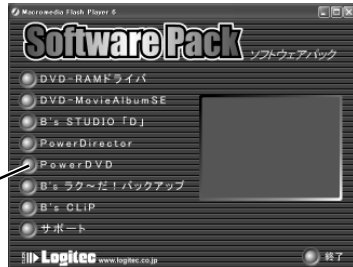 Macromedia Flash Player 6
Software Pack ソフトウェアパック
DVD-RAMドライバ
DVD-MovieAlbumSE
B's STUDIO「D」
PowerDirector
PowerDVD
B's ラク～だ！バックアップ
B's CLiP
サポート
Logitec www.logitec.co.jp
終了